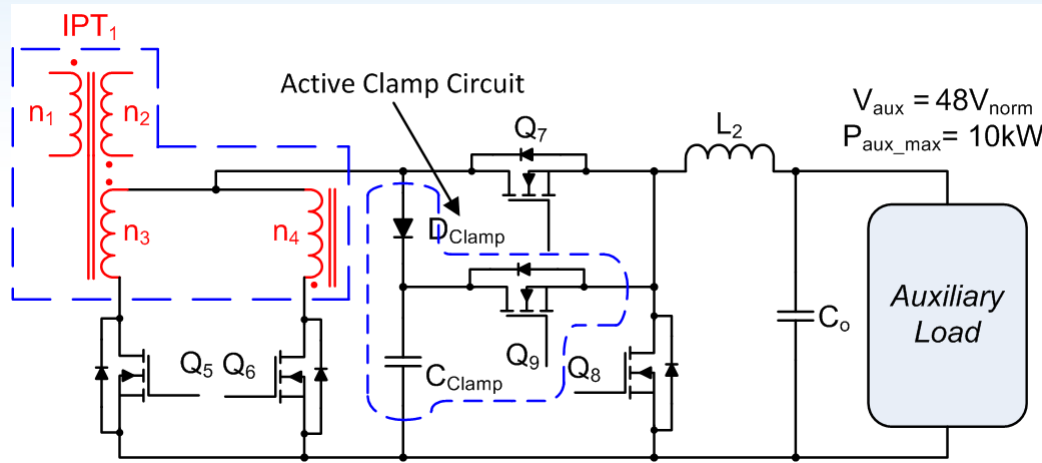 IPT1
n1
n2
n3
n4
Active Clamp Circuit
Q7
L2
Vaux = 48Vnorm
Paux_max= 10kW
DClamp
Q5
Q6
CClamp
Q9
Q8
Co
Auxiliary
Load